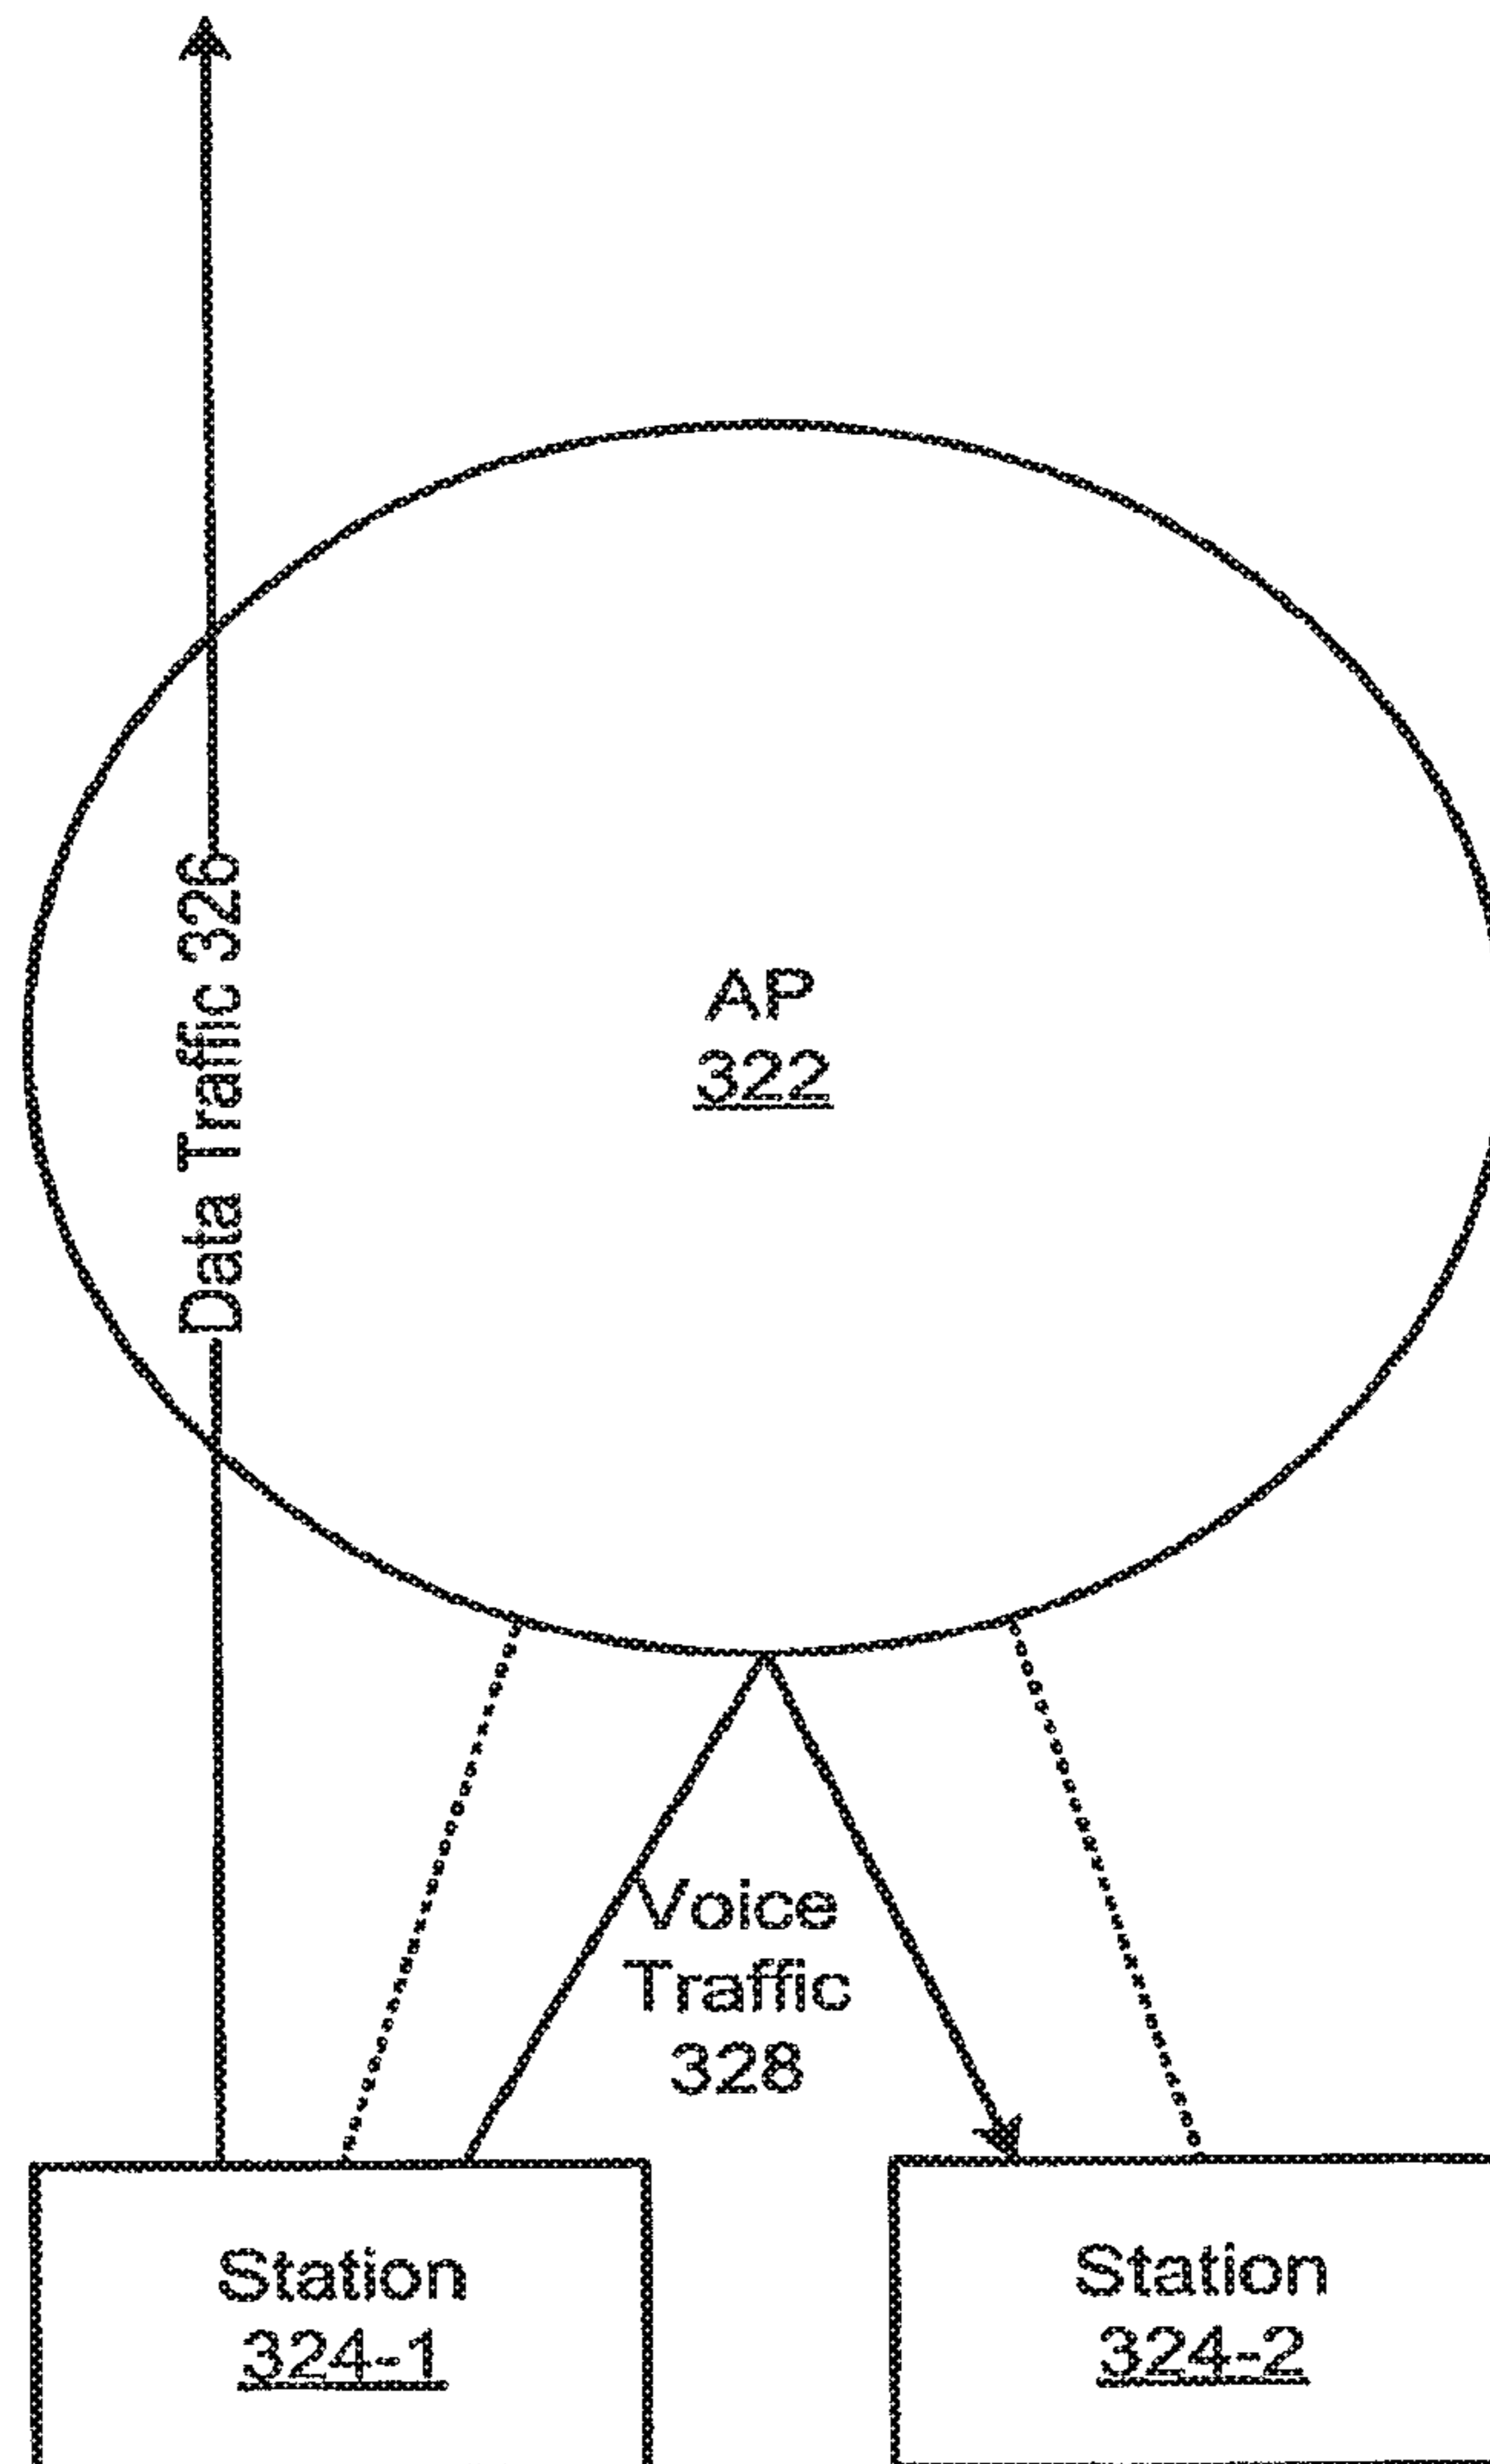 Data Traffic 326
AP
322
Voice
Traffic
328
Station
324-1
Station
324-2